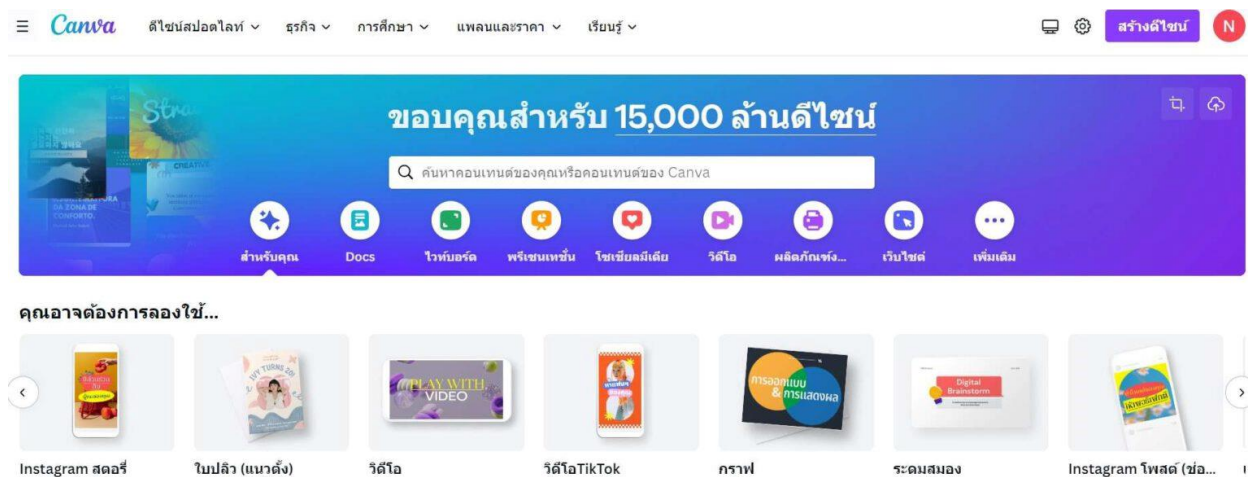 Canva ดีไซน์สปอตไลท์ ธุรกิจ การศึกษา แพลนและราคา เรียนรู้ สร้างดีไซน์ N
ขอบคุณสำหรับ 15,000 ล้านดีไซน์
ค้นหาคอนเทนต์ของคุณหรือคอนเทนต์ของ Canva
สำหรับคุณ Docs ไวท์บอร์ด พรีเซนเทชั่น โซเชียลมีเดีย วิดีโอ ผลิตภัณฑ์ง... เว็บไซต์ เพิ่มเติม
CREATIVE
DA ZONA DE
CONFORTO.
คุณอาจต้องการลองใช้...
IVY TURNS 20!
PLAY WITH
VIDEO
การออกแบบ
& การแสดงผล
Digital
Brainstorm
Instagram สตอรี่ ใบปลิว (แนวตั้ง) วิดีโอ วิดีโอTikTok กราฟ ระดมสมอง Instagram โพสต์ (ช่อ...